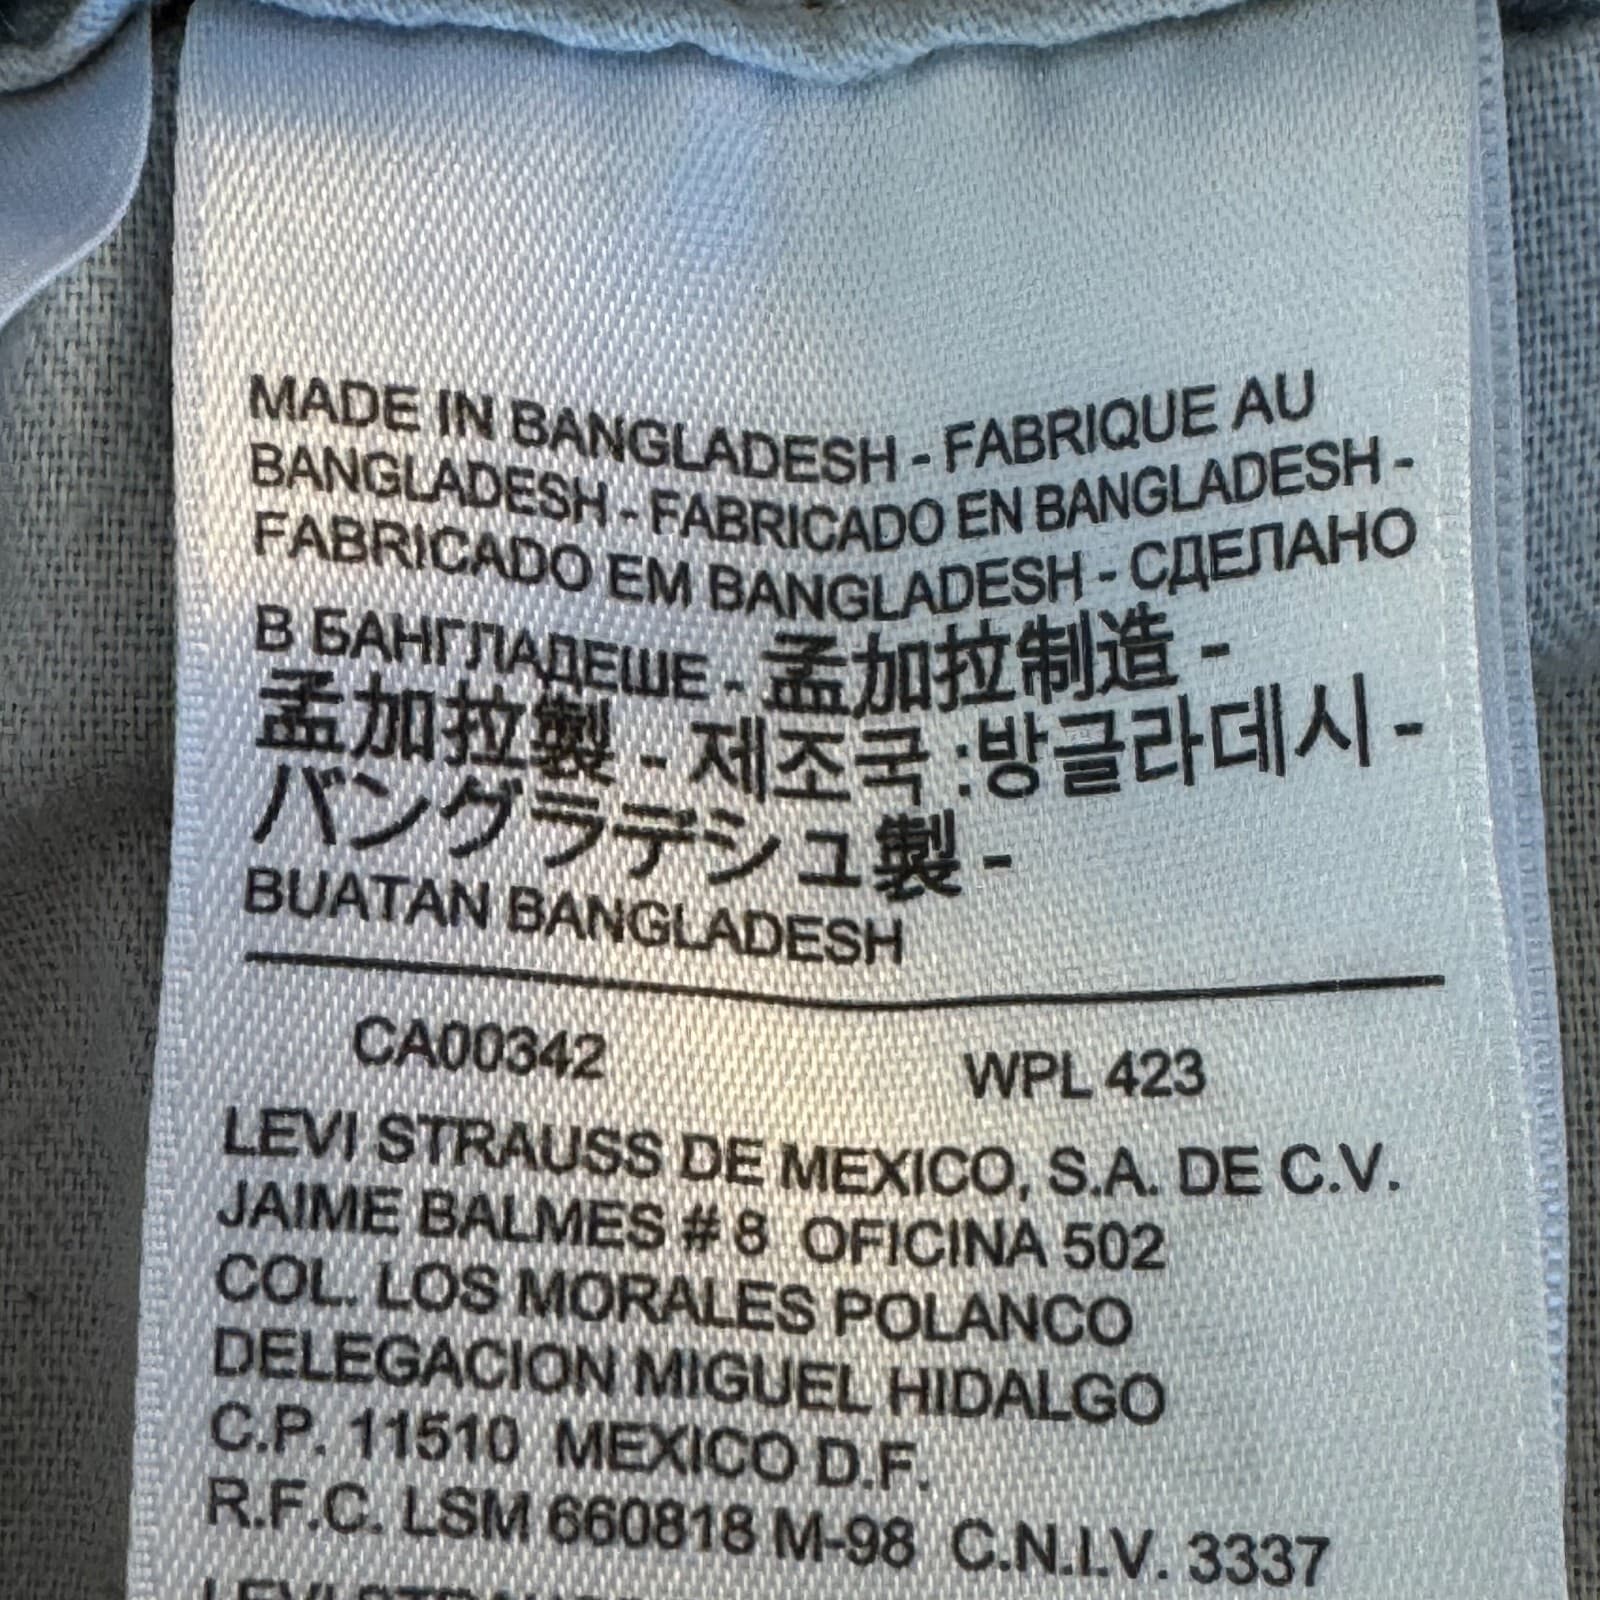 MADE IN BANGLADESH - FABRIQUE AU
BANGLADESH - FABRICADO EN BANGLADESH -
FABRICADO EM BANGLADESH - СДЕЛАНО
В БАНГЛАДЕШЕ - 孟加拉制造 -
孟加拉製 - 제조국 :방글라데시 -
バングラデシュ製 -
BUATAN BANGLADESH
CA00342 WPL 423
LEVI STRAUSS DE MEXICO, S.A. DE C.V.
JAIME BALMES # 8 OFICINA 502
COL. LOS MORALES POLANCO
DELEGACION MIGUEL HIDALGO
C.P. 11510 MEXICO D.F.
R.F.C. LSM 660818 M-98 C.N.I.V. 3337
LEVI STRAUSS